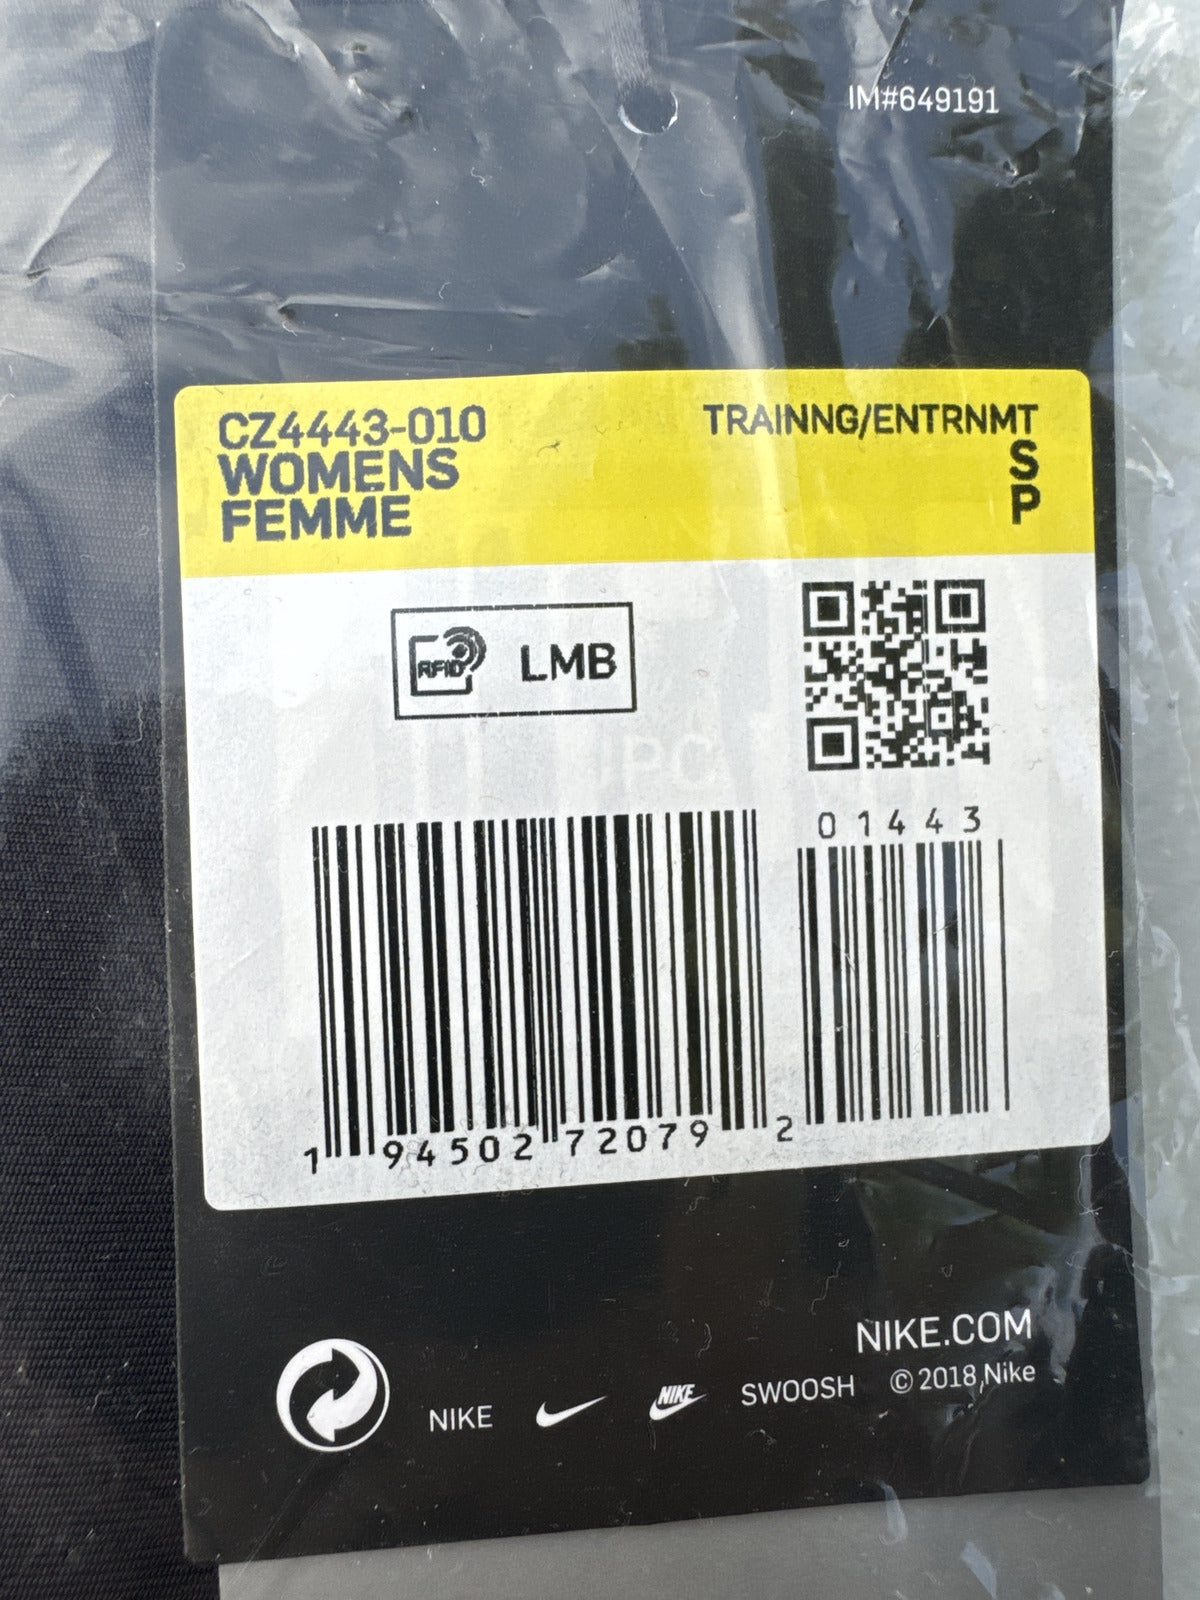 IM#649191
CZ4443-010
WOMENS
FEMME
TRAINNG/ENTRNMT
S
P
RFID LMB
01443
1 94502 72079 2
NIKE.COM
NIKE NIKE SWOOSH © 2018, Nike